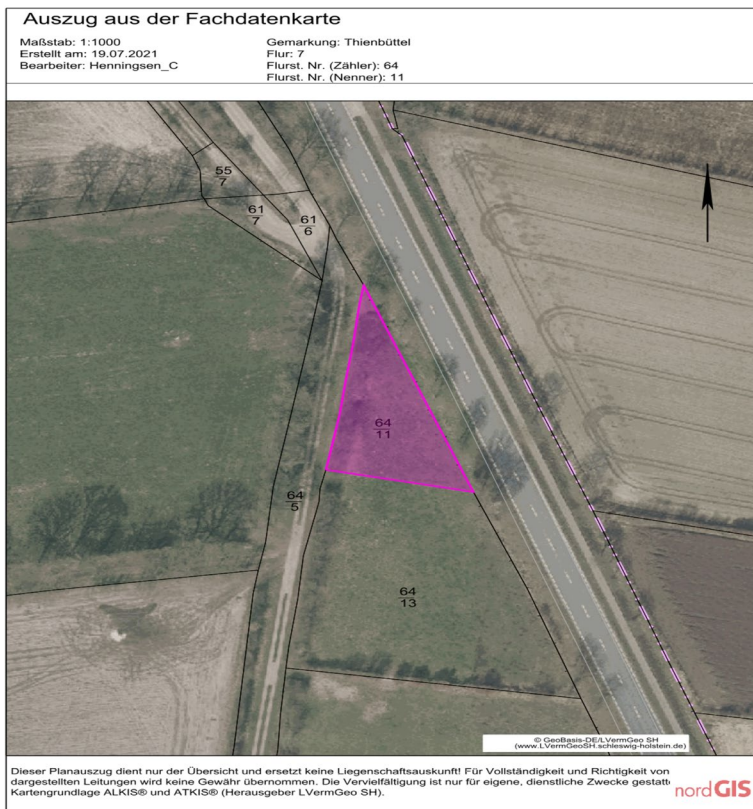 Auszug aus der Fachdatenkarte
Maßstab: 1:1000
Erstellt am: 19.07.2021
Bearbeiter: Henningsen_C
Gemarkung: Thienbüttel
Flur: 7
Flurst. Nr. (Zähler): 64
Flurst. Nr. (Nenner): 11
55
7
61
7
61
6
64
11
64
5
64
13
© GeoBasis-DE/LVermGeo SH
(www.LVermGeoSH.schleswig-holstein.de)
Dieser Planauszug dient nur der Übersicht und ersetzt keine Liegenschaftsauskunft! Für Vollständigkeit und Richtigkeit von
dargestellten Leitungen wird keine Gewähr übernommen. Die Vervielfältigung ist nur für eigene, dienstliche Zwecke gestatt
Kartengrundlage ALKIS® und ATKIS® (Herausgeber LVermGeo SH).
nordGIS